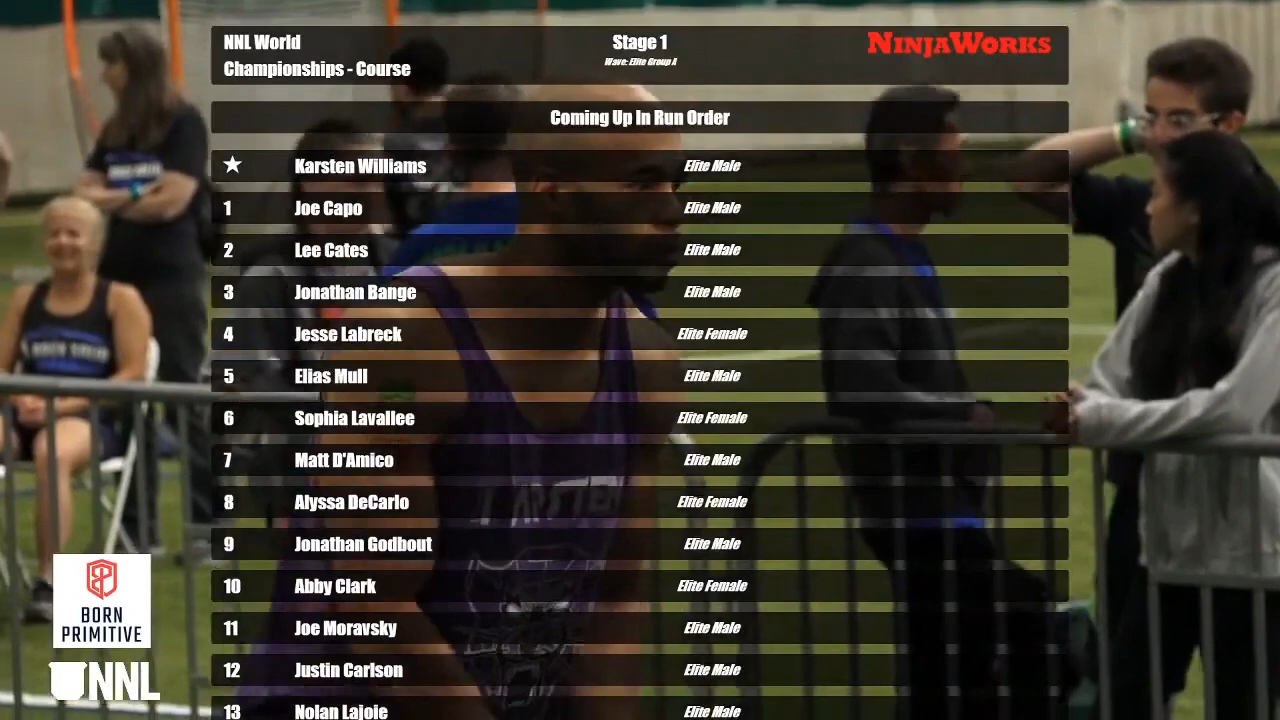 NNL World
Championships - Course
Stage 1
Wave: Elite Group A
NINJAWORKS
Coming Up In Run Order
★ Karsten Williams Elite Male
1 Joe Capo Elite Male
2 Lee Cates Elite Male
3 Jonathan Bange Elite Male
4 Jesse Labreck Elite Female
5 Elias Mull Elite Male
6 Sophia Lavallee Elite Female
7 Matt D'Amico Elite Male
8 Alyssa DeCarlo Elite Female
9 Jonathan Godbout Elite Male
10 Abby Clark Elite Female
11 Joe Moravsky Elite Male
12 Justin Carlson Elite Male
13 Nolan Lajoie Elite Male
BORN
PRIMITIVE
NNL